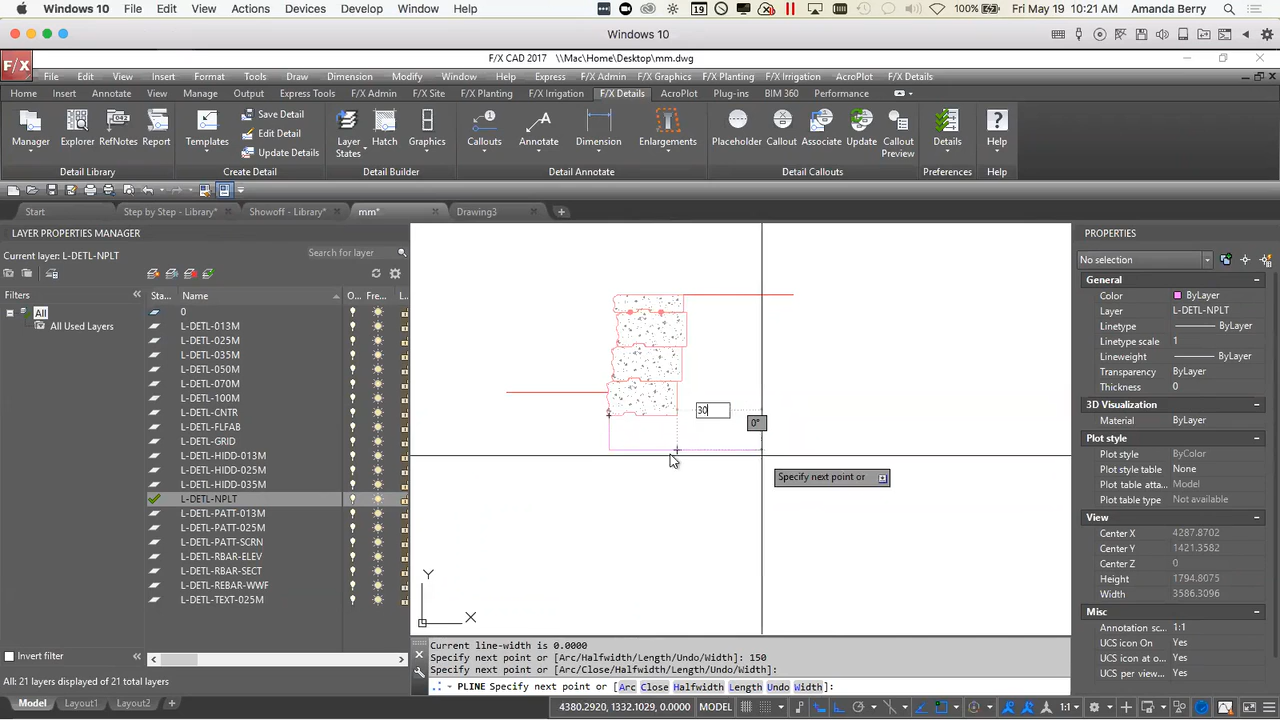 Windows 10 File Edit View Actions Devices Develop Window Help 19 100% Fri May 19 10:21 AM Amanda Berry
Windows 10
F/X CAD 2017 \\Mac\Home\Desktop\mm.dwg
F/X
File Edit View Insert Format Tools Draw Dimension Modify Window Help Express F/X Admin F/X Graphics F/X Planting F/X Irrigation AcroPlot F/X Details
Home Insert Annotate View Manage Output Express Tools F/X Admin F/X Site F/X Planting F/X Irrigation F/X Details AcroPlot Plug-ins BIM 360 Performance
Manager Explorer RefNotes Report Templates Save Detail Edit Detail Update Details Layer States Hatch Graphics Callouts Annotate Dimension Enlargements Placeholder Callout Associate Update Callout Preview Details Help
Detail Library Create Detail Detail Builder Detail Annotate Detail Callouts Preferences Help
Start Step by Step - Library* Showoff - Library* mm* Drawing3
LAYER PROPERTIES MANAGER
Current layer: L-DETL-NPLT
Search for layer
Filters
All
All Used Layers
Sta... Name O... Fre... L...
0
L-DETL-013M
L-DETL-025M
L-DETL-035M
L-DETL-050M
L-DETL-070M
L-DETL-100M
L-DETL-CNTR
L-DETL-FLFAB
L-DETL-GRID
L-DETL-HIDD-013M
L-DETL-HIDD-025M
L-DETL-HIDD-035M
L-DETL-NPLT
L-DETL-PATT-013M
L-DETL-PATT-025M
L-DETL-PATT-SCRN
L-DETL-RBAR-ELEV
L-DETL-RBAR-SECT
L-DETL-REBAR-WWF
L-DETL-TEXT-025M
Invert filter
All: 21 layers displayed of 21 total layers
30
0°
Specify next point or
Y
X
Current line-width is 0.0000
Specify next point or [Arc/Halfwidth/Length/Undo/Width]: 150
Specify next point or [Arc/Close/Halfwidth/Length/Undo/Width]:
PLINE Specify next point or [Arc Close Halfwidth Length Undo Width]:
PROPERTIES
No selection
General
Color ByLayer
Layer L-DETL-NPLT
Linetype ByLayer
Linetype scale 1
Lineweight ByLayer
Transparency ByLayer
Thickness 0
3D Visualization
Material ByLayer
Plot style
Plot style ByColor
Plot style table None
Plot table atta... Model
Plot table type Not available
View
Center X 4287.8702
Center Y 1421.3582
Center Z 0
Height 1794.8075
Width 3586.3096
Misc
Annotation sc... 1:1
UCS icon On Yes
UCS icon at o... Yes
UCS per view... Yes
Model Layout1 Layout2 + 4380.2920, 1332.1029, 0.0000 MODEL 1:1